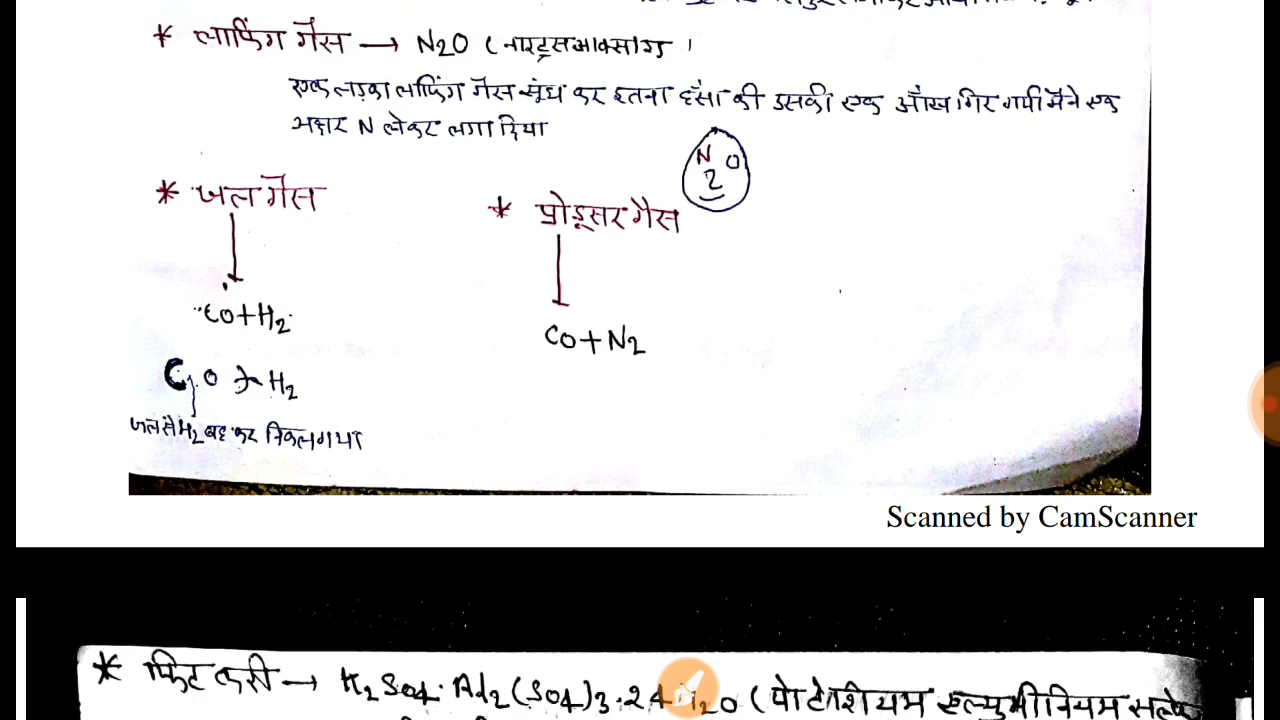 * लाफिंग गैस → N2O (नाइट्रस आक्साइड)
एक लड़का लाफिंग गैस सूंघ कर इतना हँसा की उसकी एक आँख गिर गयी मैने एक
अक्षर N लेकर लगा दिया
N O
2
* जल गैस
* प्रोडूसर गैस
CO+H2
CO+N2
C O + H2
जल से H2 बह कर निकल गया
Scanned by CamScanner
* फिटकरी → K2SO4.Al2(SO4)3.24H2O (पोटेशियम एल्युमीनियम सल्फे